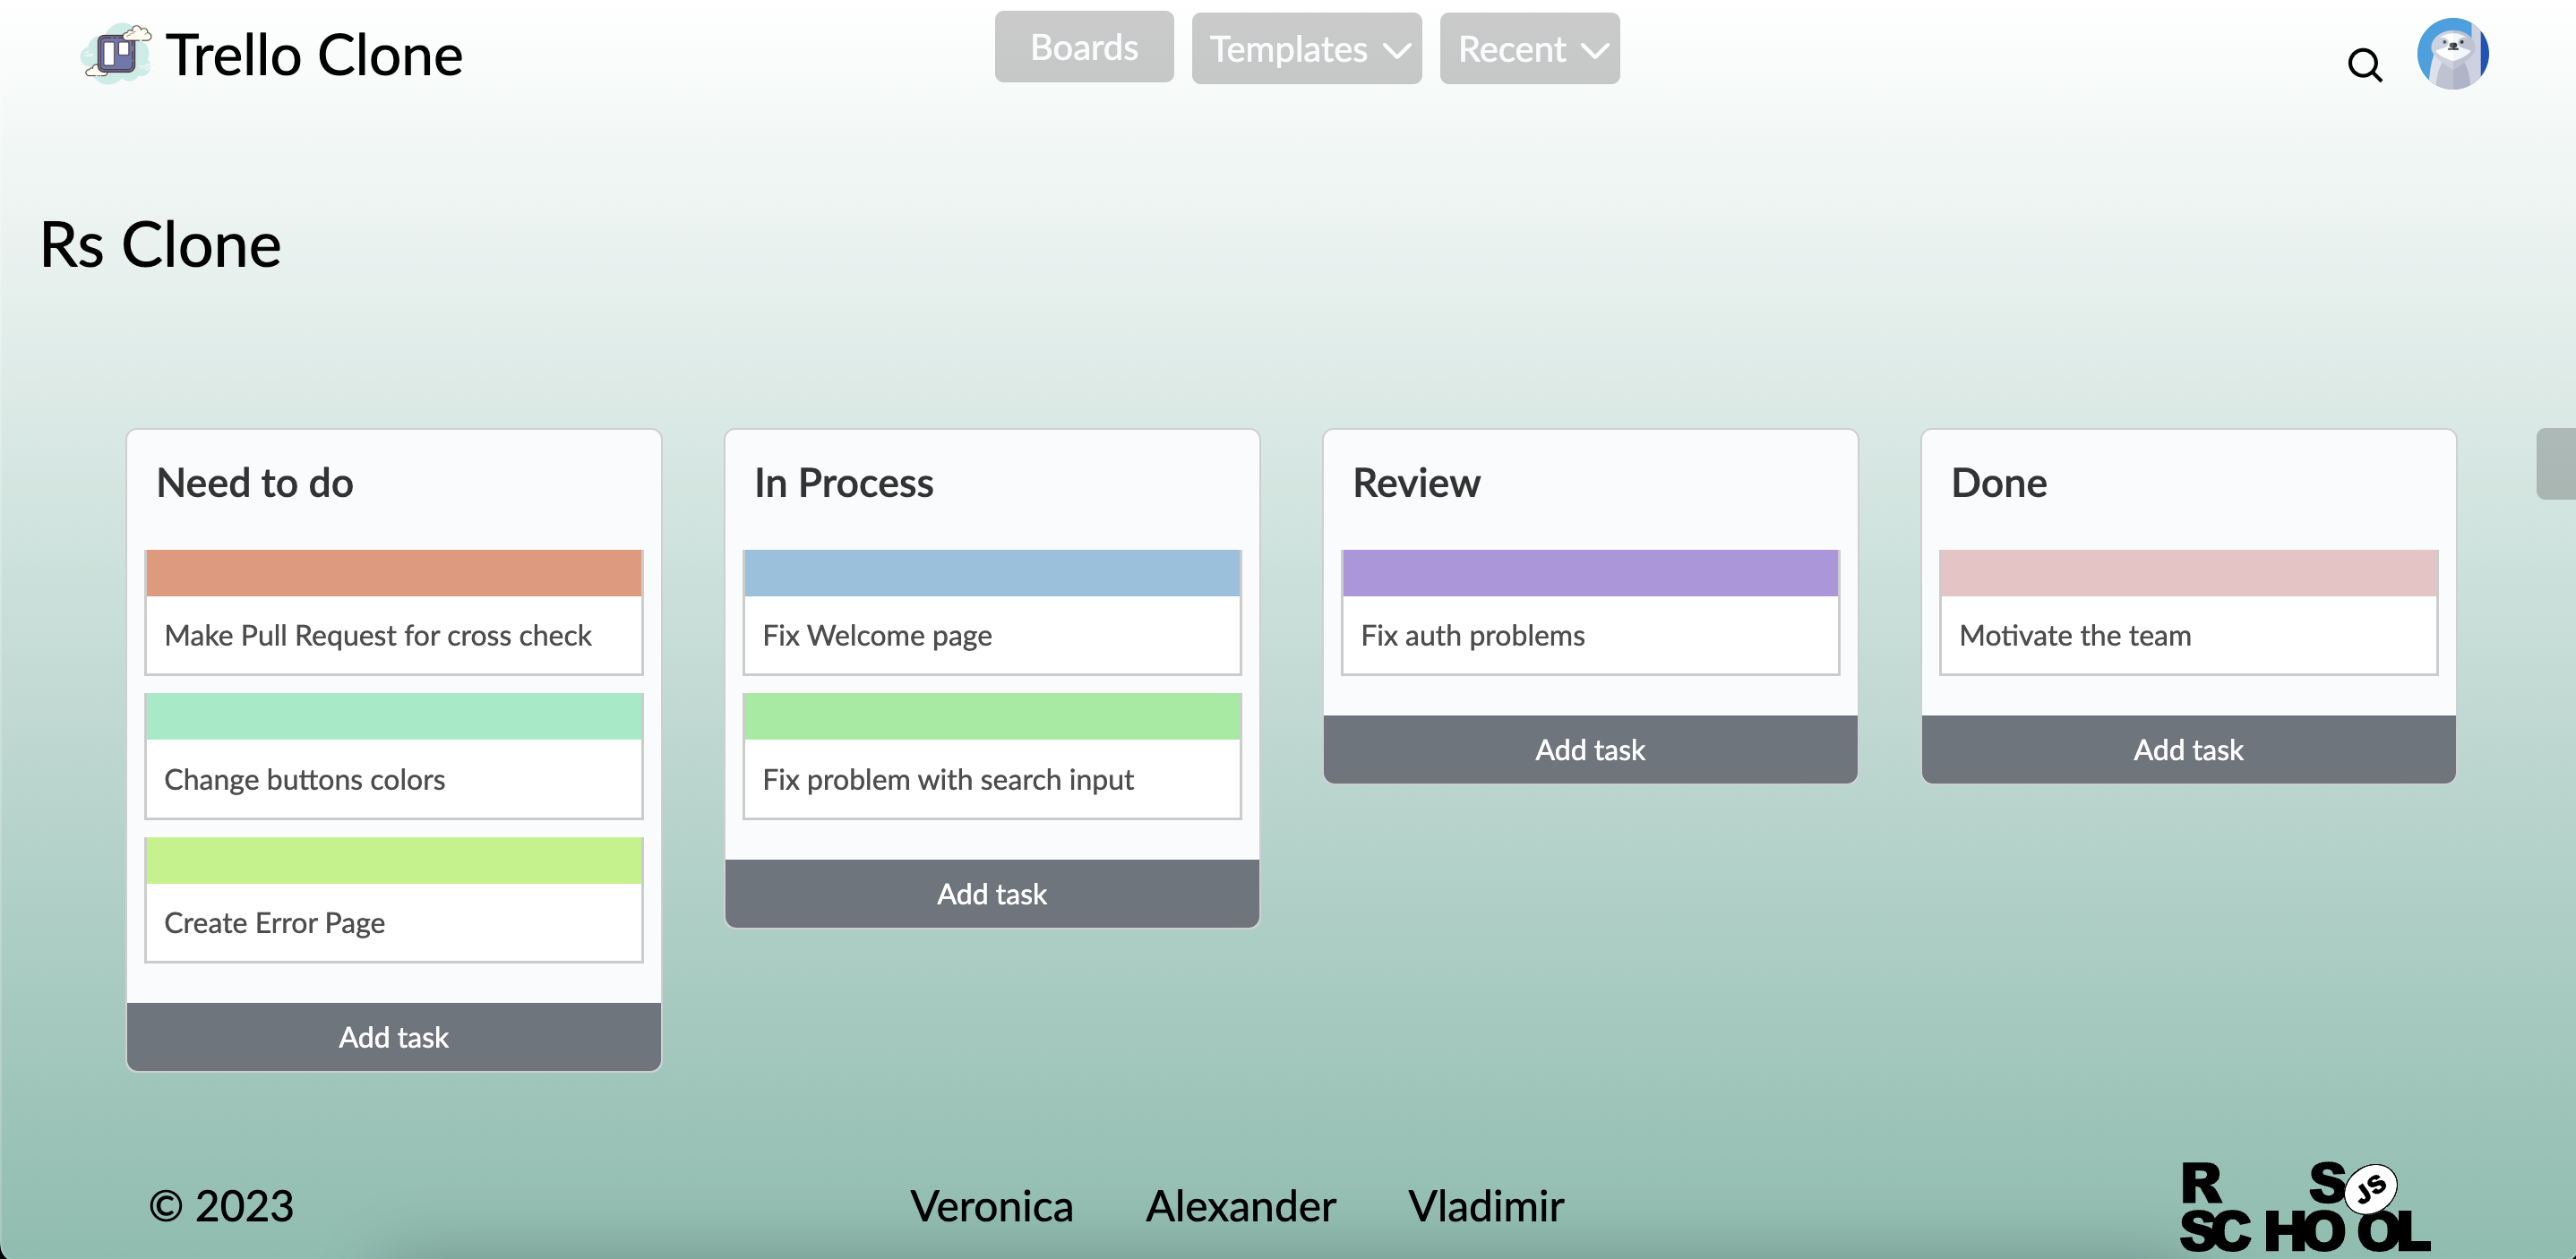 Trello Clone
Boards
Templates
Recent
Rs Clone
Need to do
Make Pull Request for cross check
Change buttons colors
Create Error Page
Add task
In Process
Fix Welcome page
Fix problem with search input
Add task
Review
Fix auth problems
Add task
Done
Motivate the team
Add task
© 2023
Veronica
Alexander
Vladimir
R S JS
SCHOOL